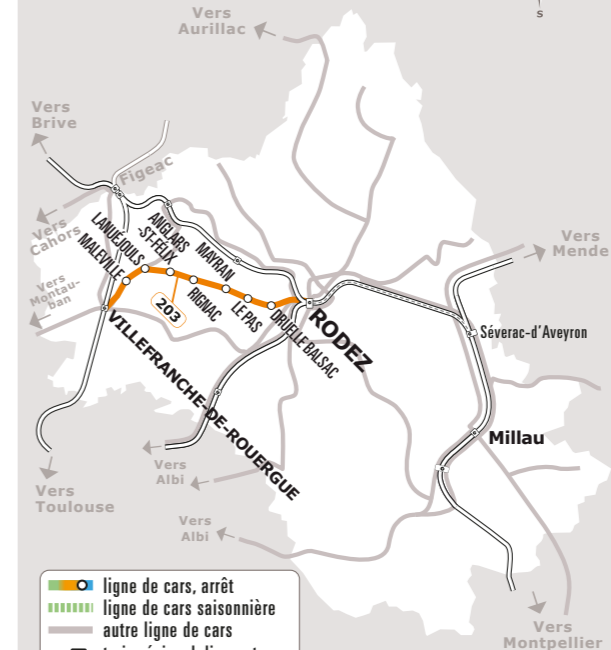 S
Vers
Aurillac
Vers
Brive
Figeac
Vers
Cahors
Vers
Montau-
ban
MALEVILLE
LANUÉJOULS
ANGLARS
-ST-FÉLIX
MAYRAN
RIGNAC
LE PAS
DRUELLE BALSAC
203
RODEZ
VILLEFRANCHE-DE-ROUERGUE
Vers
Mende
Séverac-d'Aveyron
Millau
Vers
Toulouse
Vers
Albi
Vers
Albi
Vers
Montpellier
ligne de cars, arrêt
ligne de cars saisonnière
autre ligne de cars